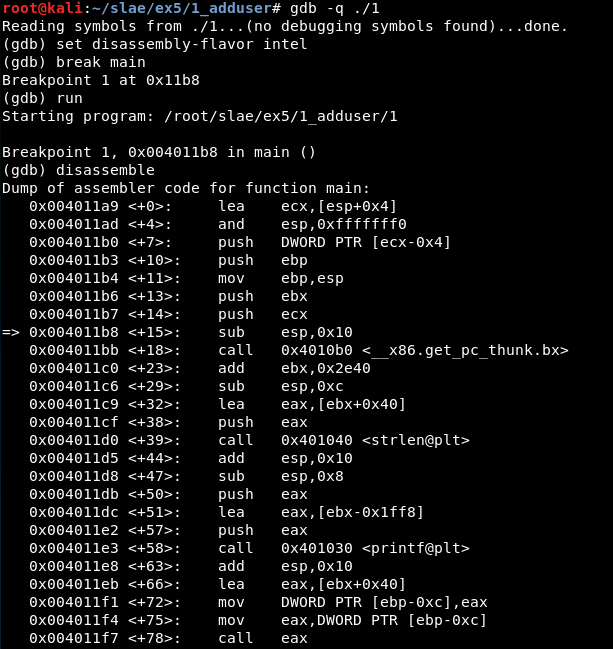 root@kali:~/slae/ex5/1_adduser# gdb -q ./1
Reading symbols from ./1...(no debugging symbols found)...done.
(gdb) set disassembly-flavor intel
(gdb) break main
Breakpoint 1 at 0x11b8
(gdb) run
Starting program: /root/slae/ex5/1_adduser/1

Breakpoint 1, 0x004011b8 in main ()
(gdb) disassemble
Dump of assembler code for function main:
   0x004011a9 <+0>:     lea    ecx,[esp+0x4]
   0x004011ad <+4>:     and    esp,0xfffffff0
   0x004011b0 <+7>:     push   DWORD PTR [ecx-0x4]
   0x004011b3 <+10>:    push   ebp
   0x004011b4 <+11>:    mov    ebp,esp
   0x004011b6 <+13>:    push   ebx
   0x004011b7 <+14>:    push   ecx
=> 0x004011b8 <+15>:    sub    esp,0x10
   0x004011bb <+18>:    call   0x4010b0 <__x86.get_pc_thunk.bx>
   0x004011c0 <+23>:    add    ebx,0x2e40
   0x004011c6 <+29>:    sub    esp,0xc
   0x004011c9 <+32>:    lea    eax,[ebx+0x40]
   0x004011cf <+38>:    push   eax
   0x004011d0 <+39>:    call   0x401040 <strlen@plt>
   0x004011d5 <+44>:    add    esp,0x10
   0x004011d8 <+47>:    sub    esp,0x8
   0x004011db <+50>:    push   eax
   0x004011dc <+51>:    lea    eax,[ebx-0x1ff8]
   0x004011e2 <+57>:    push   eax
   0x004011e3 <+58>:    call   0x401030 <printf@plt>
   0x004011e8 <+63>:    add    esp,0x10
   0x004011eb <+66>:    lea    eax,[ebx+0x40]
   0x004011f1 <+72>:    mov    DWORD PTR [ebp-0xc],eax
   0x004011f4 <+75>:    mov    eax,DWORD PTR [ebp-0xc]
   0x004011f7 <+78>:    call   eax